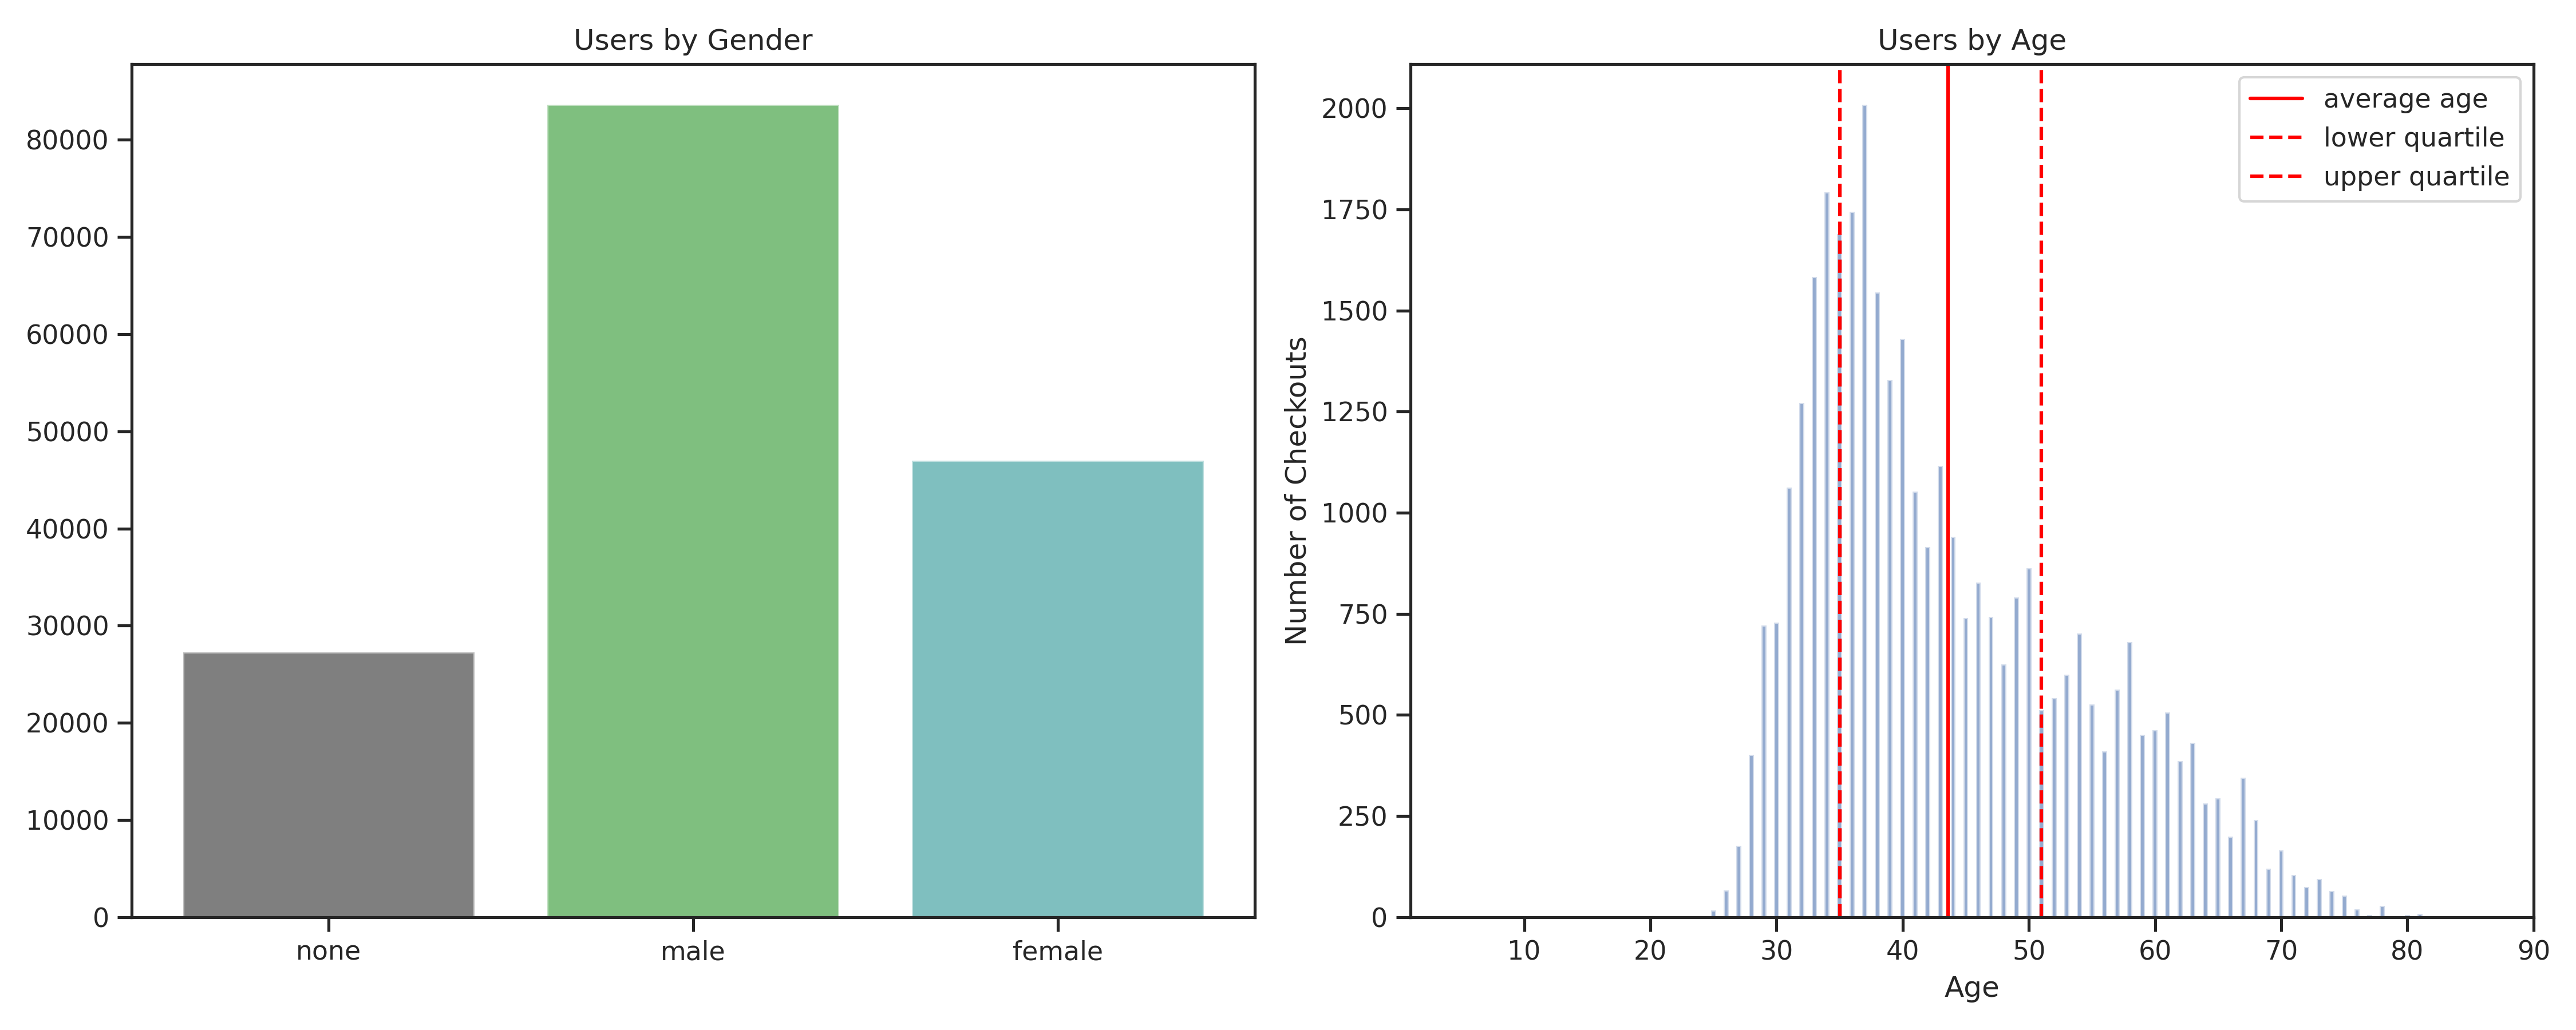 Users by Gender
80000
70000
60000
50000
40000
30000
20000
10000
0
none male female
Users by Age
average age
lower quartile
upper quartile
Number of Checkouts
2000
1750
1500
1250
1000
750
500
250
0
10 20 30 40 50 60 70 80 90
Age